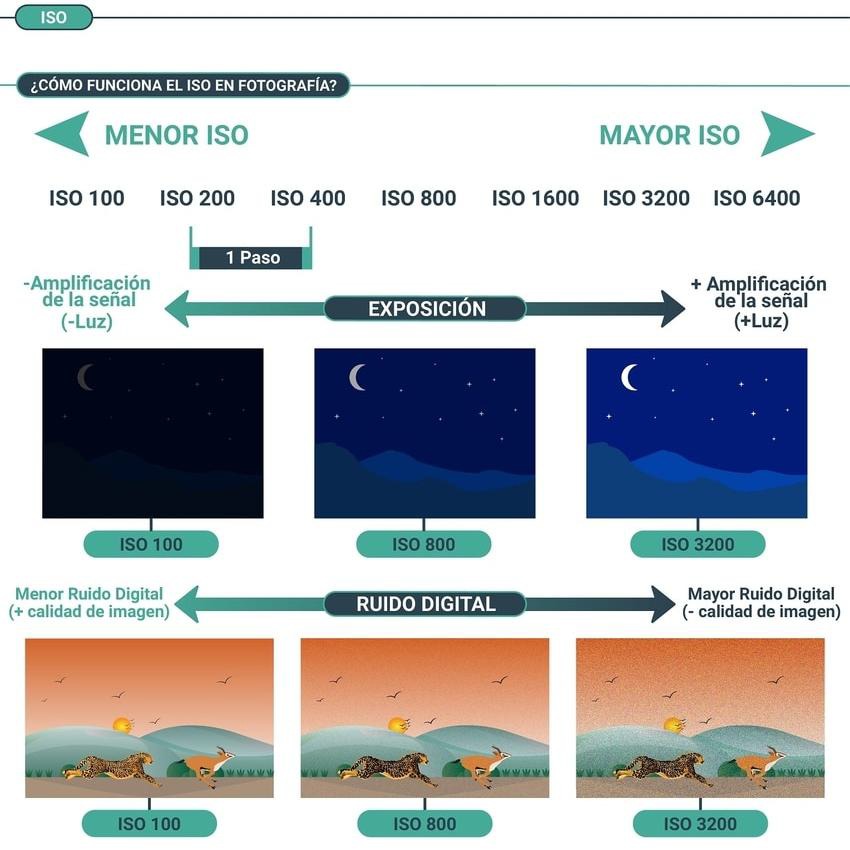 ISO
¿CÓMO FUNCIONA EL ISO EN FOTOGRAFÍA?
MENOR ISO
MAYOR ISO
ISO 100 ISO 200 ISO 400 ISO 800 ISO 1600 ISO 3200 ISO 6400
1 Paso
-Amplificación
de la señal
(-Luz)
EXPOSICIÓN
+ Amplificación
de la señal
(+Luz)
ISO 100
ISO 800
ISO 3200
Menor Ruido Digital
(+ calidad de imagen)
RUIDO DIGITAL
Mayor Ruido Digital
(- calidad de imagen)
ISO 100
ISO 800
ISO 3200